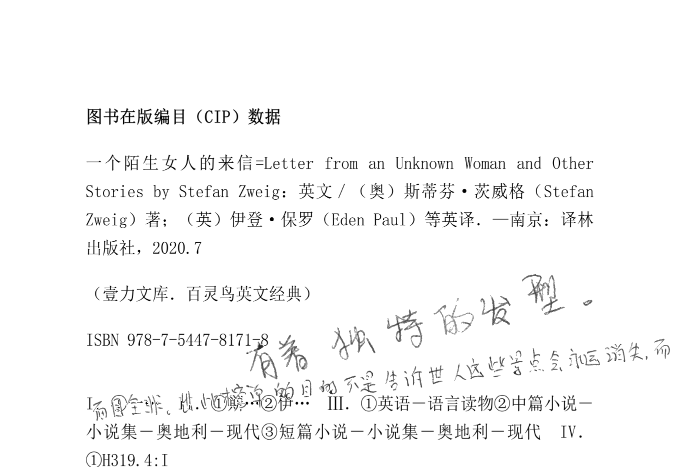 图书在版编目（CIP）数据
一个陌生女人的来信=Letter from an Unknown Woman and Other
Stories by Stefan Zweig：英文／（奥）斯蒂芬·茨威格（Stefan
Zweig）著；（英）伊登·保罗（Eden Paul）等英译．—南京：译林
出版社，2020.7
（壹力文库．百灵鸟英文经典）
ISBN 978-7-5447-8171-8
有着独特的发型。
的目的不是告诉世人这些景点会永远消失，而
Ⅰ ①一… ①斯…②伊… Ⅲ．①英语－语言读物②中篇小说－
小说集－奥地利－现代③短篇小说－小说集－奥地利－现代 Ⅳ．
①H319.4:I